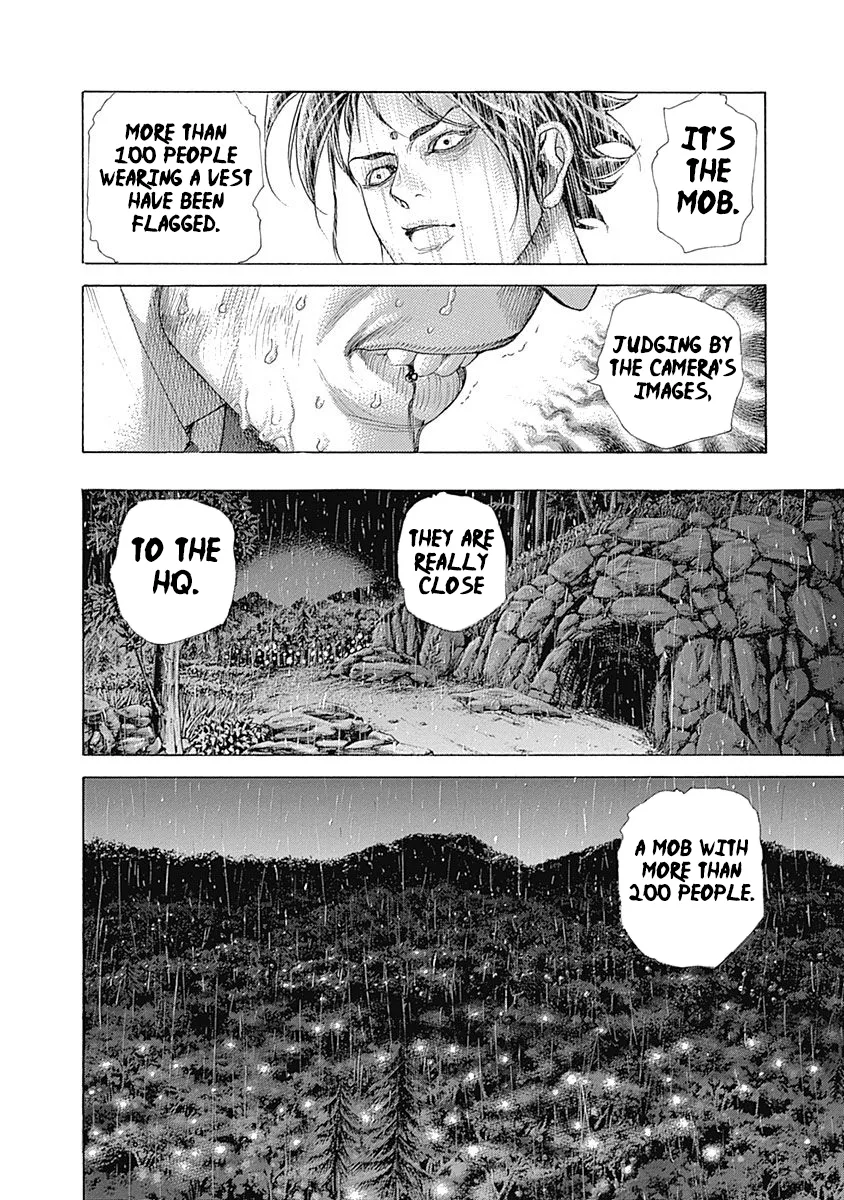 IT'S
THE
MOB.
MORE THAN
100 PEOPLE
WEARING A VEST
HAVE BEEN
FLAGGED.
JUDGING BY
THE CAMERA'S
IMAGES,
THEY ARE
REALLY
CLOSE
TO THE
HQ.
A MOB WITH
MORE THAN
200 PEOPLE.